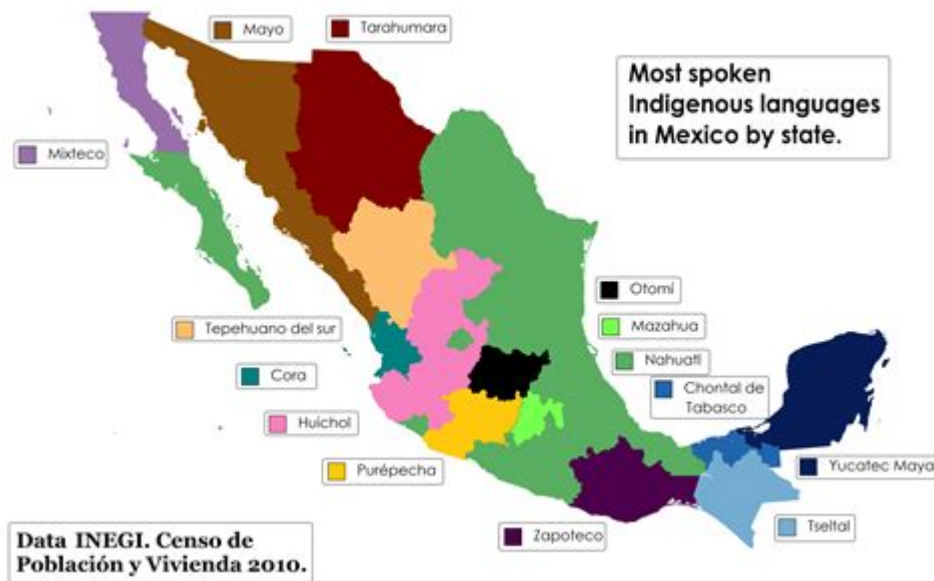 Mayo
Tarahumara
Most spoken
Indigenous languages
in Mexico by state.
Mixteco
Otomí
Mazahua
Tepehuano del sur
Nahuatl
Cora
Chontal de
Tabasco
Huichol
Purépecha
Yucatec Maya
Zapoteco
Tseltal
Data INEGI. Censo de
Población y Vivienda 2010.